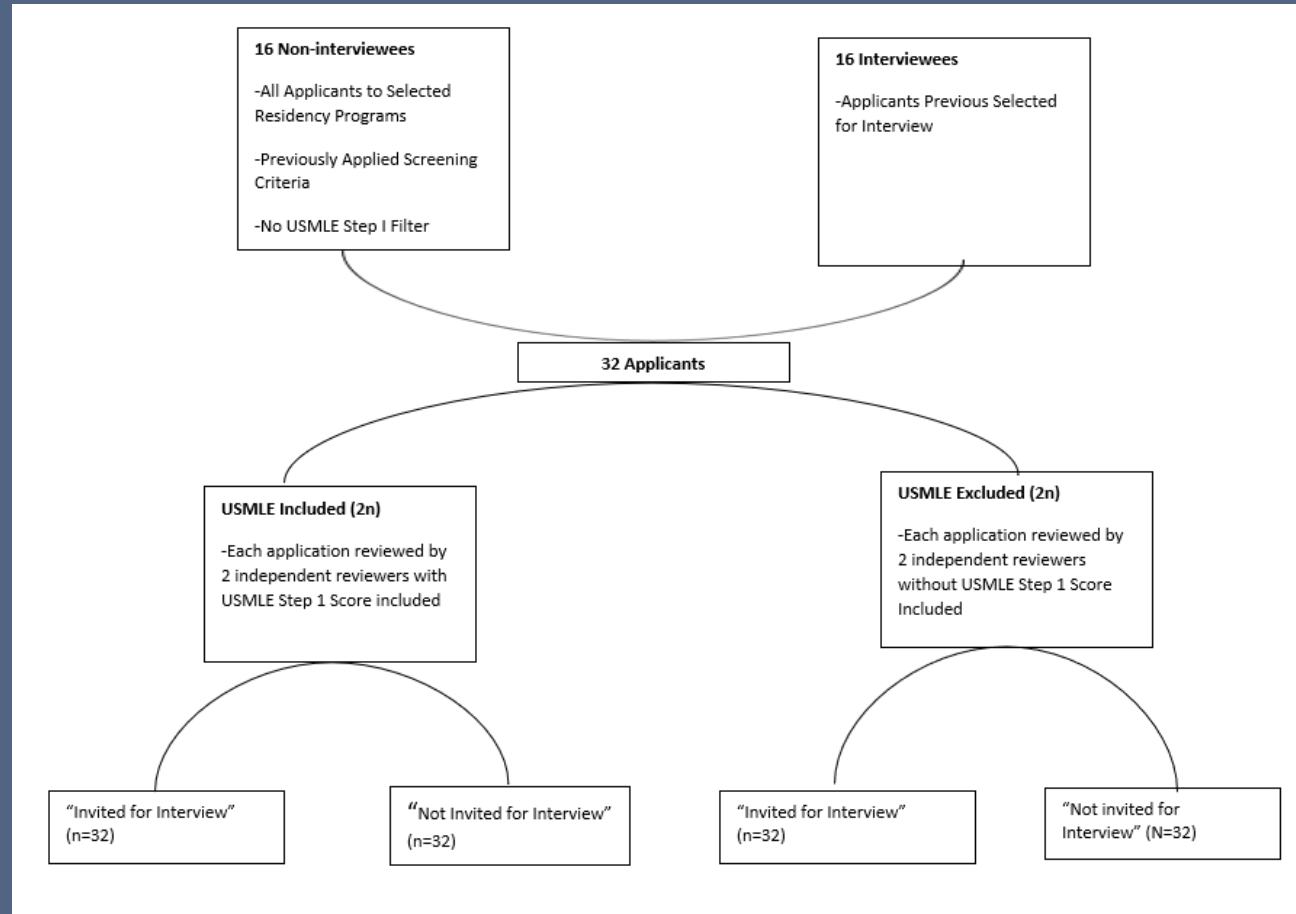 16 Non-interviewees
-All Applicants to Selected
Residency Programs
-Previously Applied Screening
Criteria
-No USMLE Step I Filter
16 Interviewees
-Applicants Previous Selected
for Interview
32 Applicants
USMLE Included (2n)
-Each application reviewed by
2 independent reviewers with
USMLE Step 1 Score included
USMLE Excluded (2n)
-Each application reviewed by
2 independent reviewers
without USMLE Step 1 Score
Included
“Invited for Interview”
(n=32)
“Not Invited for Interview”
(n=32)
“Invited for Interview”
(n=32)
“Not invited for
Interview” (N=32)